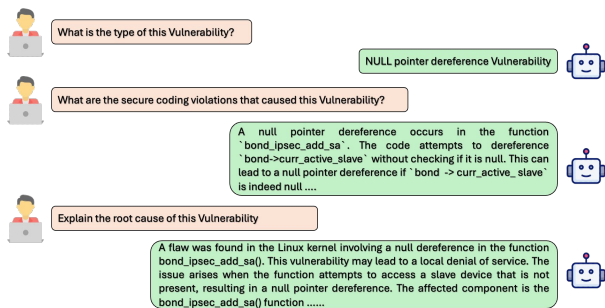 What is the type of this Vulnerability?
NULL pointer dereference Vulnerability
What are the secure coding violations that caused this Vulnerability?
A null pointer dereference occurs in the function
`bond_ipsec_add_sa`. The code attempts to dereference
`bond->curr_active_slave` without checking if it is null. This can
lead to a null pointer dereference if `bond -> curr_active_ slave`
is indeed null ....
Explain the root cause of this Vulnerability
A flaw was found in the Linux kernel involving a null dereference in the function
bond_ipsec_add_sa(). This vulnerability may lead to a local denial of service. The
issue arises when the function attempts to access a slave device that is not
present, resulting in a null pointer dereference. The affected component is the
bond_ipsec_add_sa() function ......